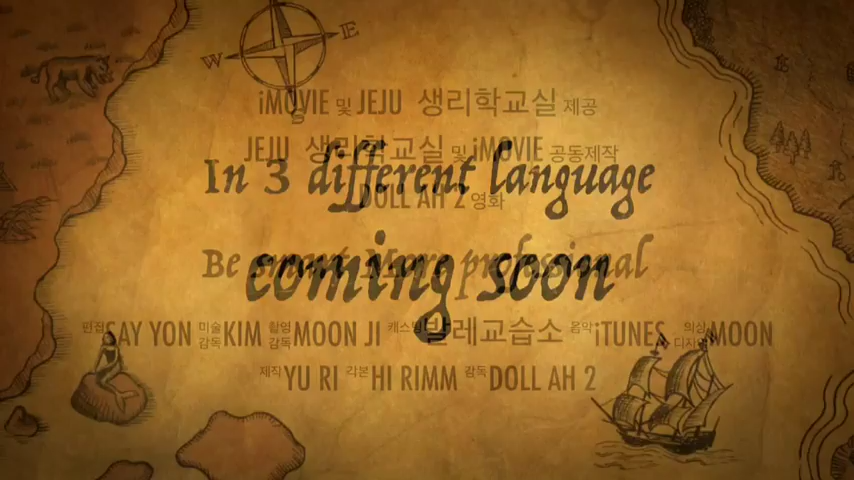 W E
iMOVIE 및 JEJU 생리학교실 제공
JEJU 생리학교실 및 iMOVIE 공동제작
In 3 different language
DOLL AH 2 영화
Be smart More professional
coming soon
편집 SAY YON 미술감독 KIM 촬영감독 MOON JI 캐스팅 발레교습소 음악 iTUNES 의상디자인 MOON
제작 YU RI 각본 HI RIMM 감독 DOLL AH 2